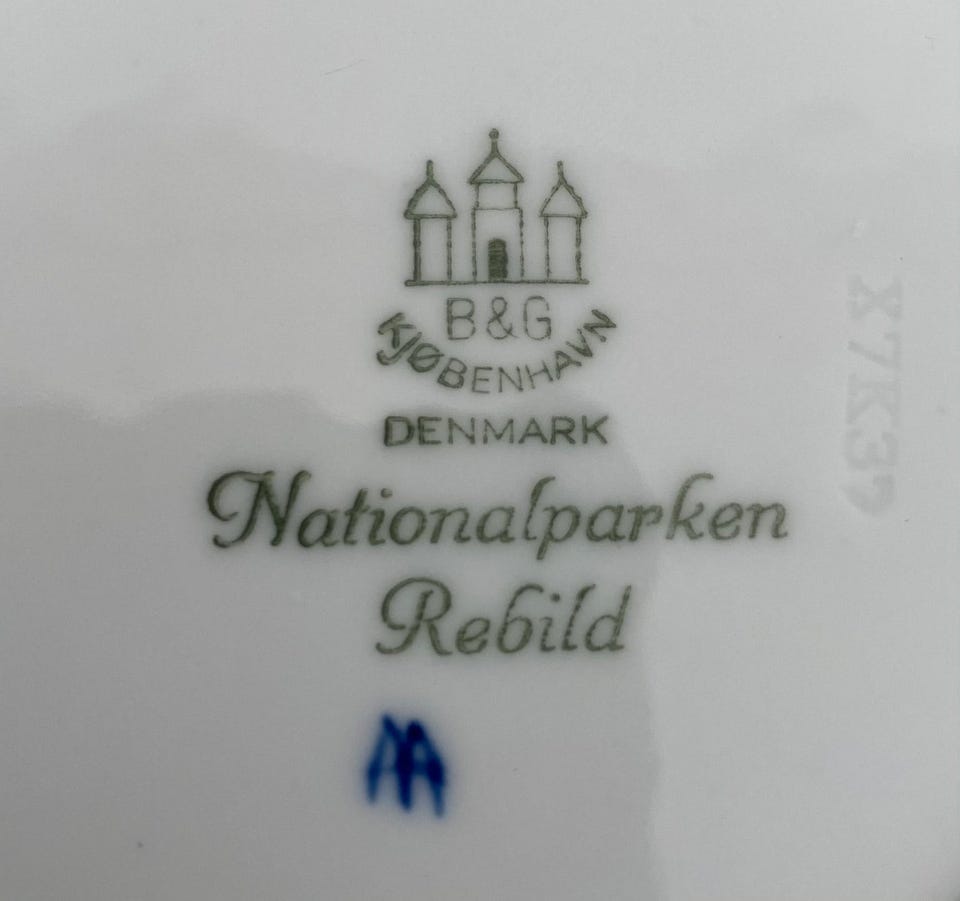 B&G
KJØBENHAVN
DENMARK
Nationalparken
Rebild
X7K37